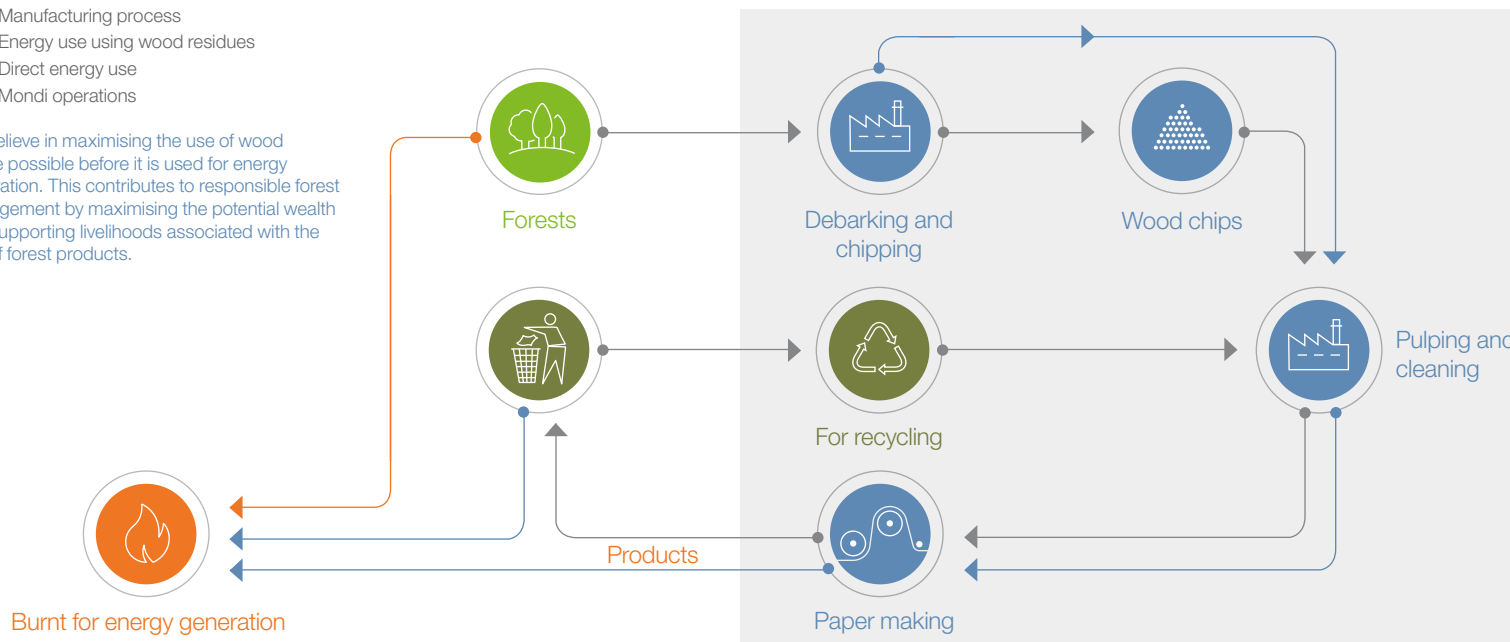 Manufacturing process
Energy use using wood residues
Direct energy use
Mondi operations
elieve in maximising the use of wood
e possible before it is used for energy
ation. This contributes to responsible forest
gement by maximising the potential wealth
upporting livelihoods associated with the
f forest products.
Forests
Debarking and
chipping
Wood chips
For recycling
Pulping and
cleaning
Products
Burnt for energy generation
Paper making